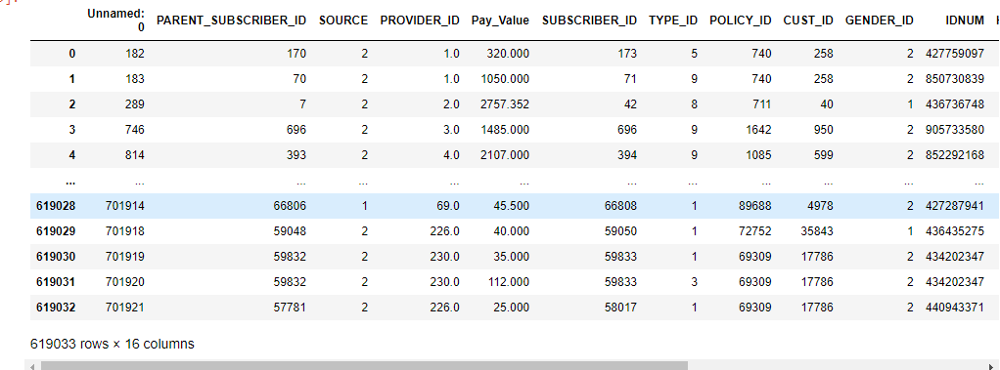 Unnamed: 0 PARENT_SUBSCRIBER_ID SOURCE PROVIDER_ID Pay_Value SUBSCRIBER_ID TYPE_ID POLICY_ID CUST_ID GENDER_ID IDNUM
0 182 170 2 1.0 320.000 173 5 740 258 2 427759097
1 183 70 2 1.0 1050.000 71 9 740 258 2 850730839
2 289 7 2 2.0 2757.352 42 8 711 40 1 436736748
3 746 696 2 3.0 1485.000 696 9 1642 950 2 905733580
4 814 393 2 4.0 2107.000 394 9 1085 599 2 852292168
... ... ... ... ... ... ... ... ... ... ... ...
619028 701914 66806 1 69.0 45.500 66808 1 89688 4978 2 427287941
619029 701918 59048 2 226.0 40.000 59050 1 72752 35843 1 436435275
619030 701919 59832 2 230.0 35.000 59833 1 69309 17786 2 434202347
619031 701920 59832 2 230.0 112.000 59833 3 69309 17786 2 434202347
619032 701921 57781 2 226.0 25.000 58017 1 69309 17786 2 440943371
619033 rows × 16 columns